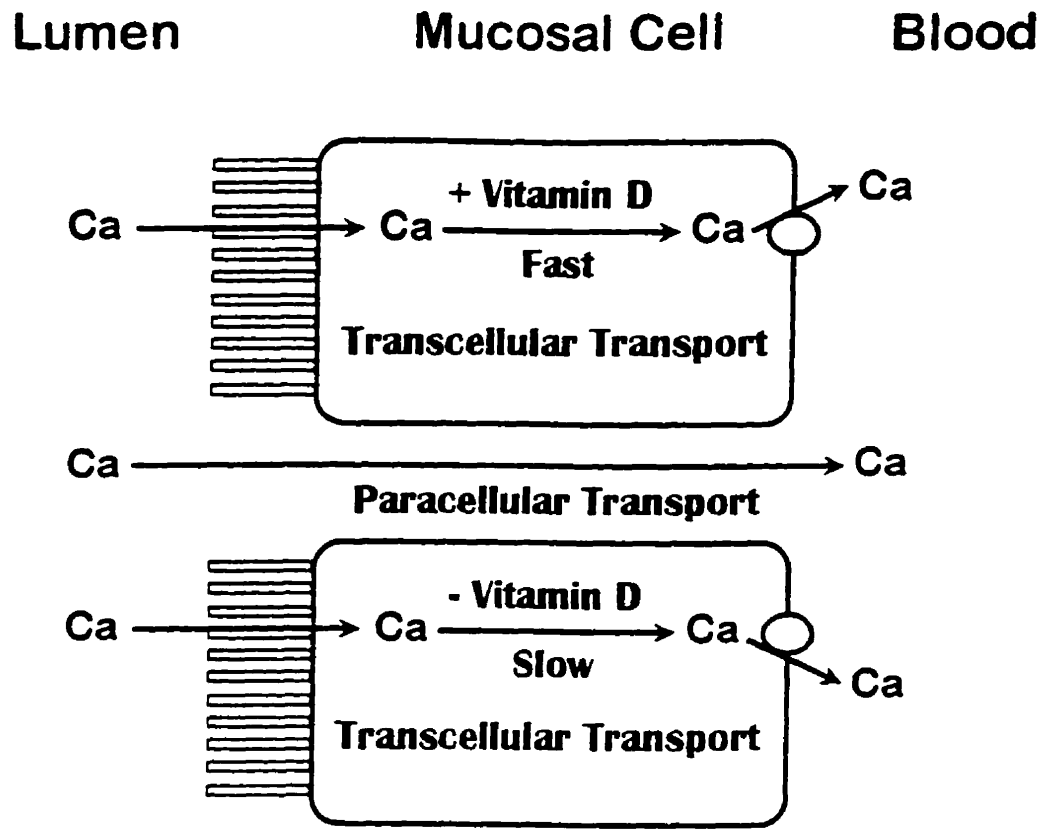 Lumen Mucosal Cell Blood
+ Vitamin D
Ca Ca Ca Ca
Fast
Transcellular Transport
Ca Ca
Paracellular Transport
- Vitamin D
Ca Ca Ca
Slow
Ca
Transcellular Transport